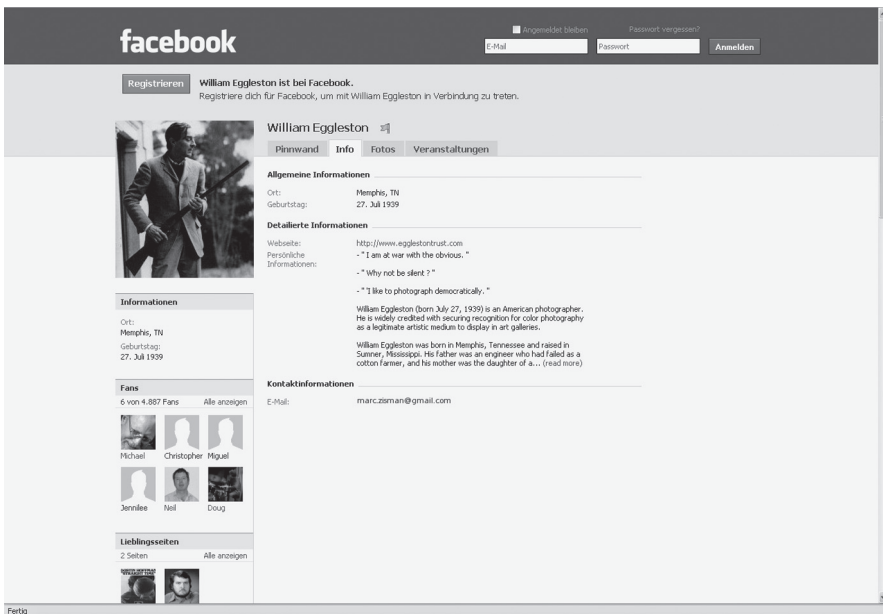 facebook
Angemeldet bleiben Passwort vergessen?
E-Mail Passwort Anmelden
Registrieren
William Eggleston ist bei Facebook.
Registriere dich für Facebook, um mit William Eggleston in Verbindung zu treten.
William Eggleston
Pinnwand Info Fotos Veranstaltungen
Allgemeine Informationen
Ort: Memphis, TN
Geburtstag: 27. Juli 1939
Detailierte Informationen
Webseite: http://www.egglestontrust.com
Persönliche Informationen: - " I am at war with the obvious. "
- " Why not be silent ? "
- " "I like to photograph democratically. "
William Eggleston (born July 27, 1939) is an American photographer.
He is widely credited with securing recognition for color photography
as a legitimate artistic medium to display in art galleries.
William Eggleston was born in Memphis, Tennessee and raised in
Sumner, Mississippi. His father was an engineer who had failed as a
cotton farmer, and his mother was the daughter of a... (read more)
Kontaktinformationen
E-Mail: marc.zisman@gmail.com
Informationen
Ort:
Memphis, TN
Geburtstag:
27. Juli 1939
Fans
6 von 4.887 Fans Alle anzeigen
Michael Christopher Miguel
Jennilee Neil Doug
Lieblingsseiten
2 Seiten Alle anzeigen
Fertig